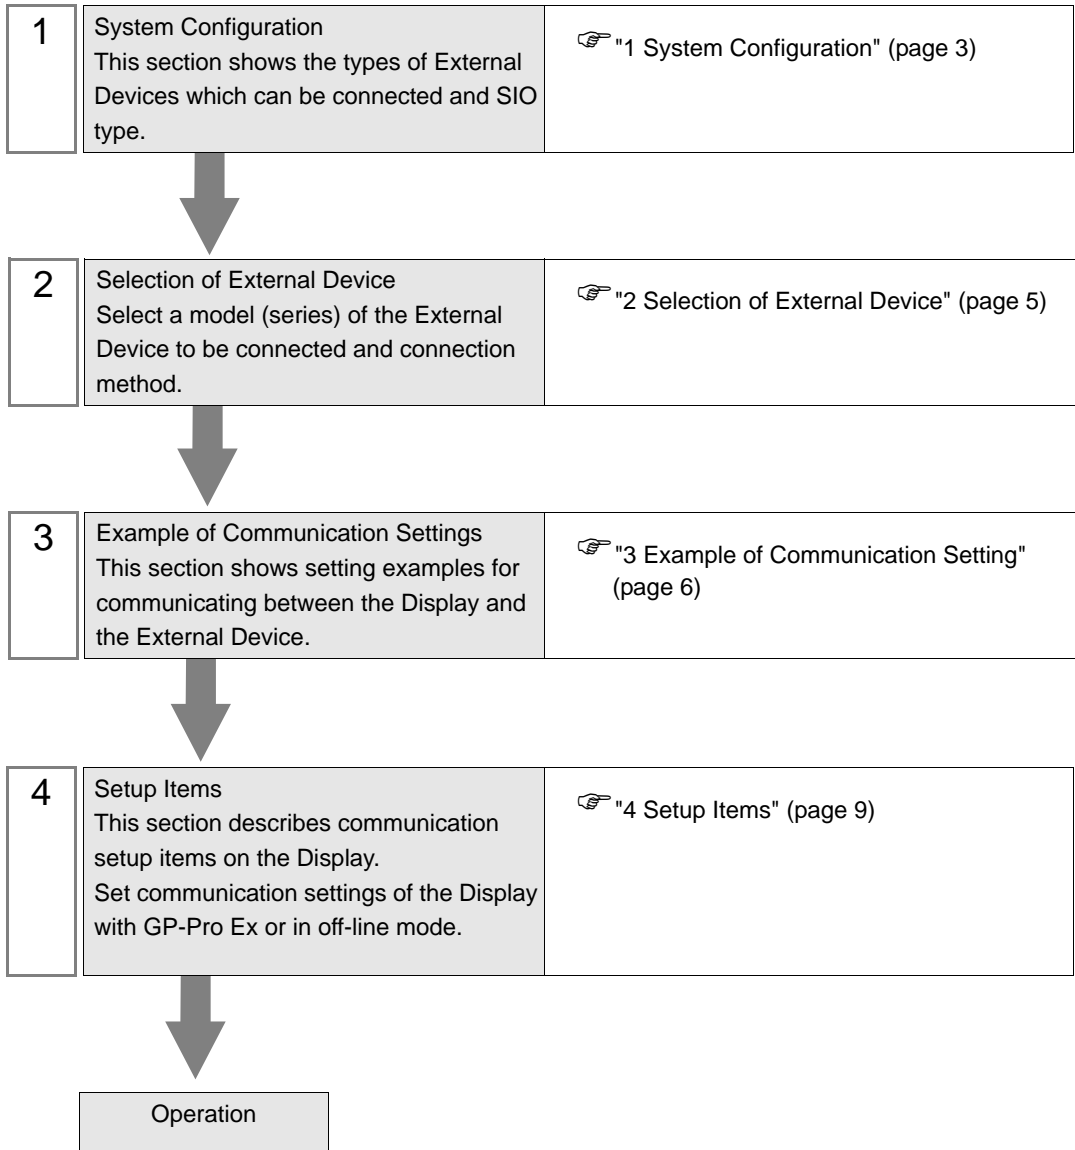 1
System Configuration
This section shows the types of External
Devices which can be connected and SIO
type.
"1 System Configuration" (page 3)
2
Selection of External Device
Select a model (series) of the External
Device to be connected and connection
method.
"2 Selection of External Device" (page 5)
3
Example of Communication Settings
This section shows setting examples for
communicating between the Display and
the External Device.
"3 Example of Communication Setting"
(page 6)
4
Setup Items
This section describes communication
setup items on the Display.
Set communication settings of the Display
with GP-Pro Ex or in off-line mode.
"4 Setup Items" (page 9)
Operation